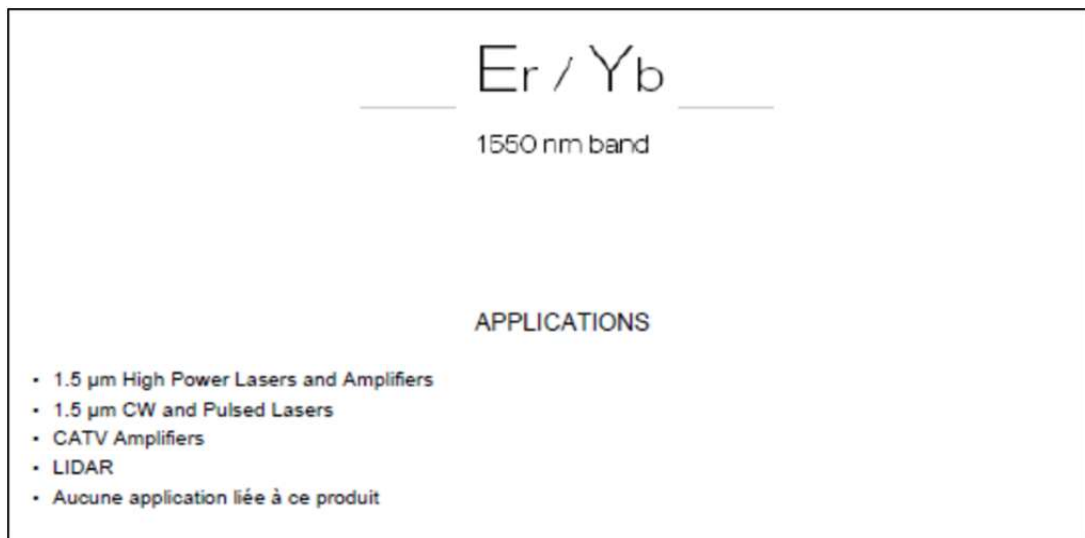 Er / Yb
1550 nm band
APPLICATIONS
• 1.5 µm High Power Lasers and Amplifiers
• 1.5 µm CW and Pulsed Lasers
• CATV Amplifiers
• LIDAR
• Aucune application liée à ce produit